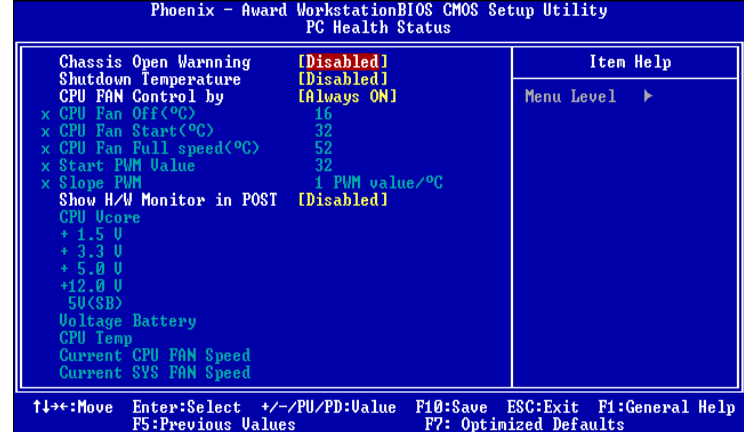 Phoenix - Award WorkstationBIOS CMOS Setup Utility
PC Health Status
Chassis Open Warnning [Disabled]
Shutdown Temperature [Disabled]
CPU FAN Control by [Always ON]
x CPU Fan Off(ºC) 16
x CPU Fan Start(ºC) 32
x CPU Fan Full speed(ºC) 52
x Start PWM Value 32
x Slope PWM 1 PWM value/ºC
Show H/W Monitor in POST [Disabled]
CPU Vcore
+ 1.5 V
+ 3.3 V
+ 5.0 V
+12.0 V
5V(SB)
Voltage Battery
CPU Temp
Current CPU FAN Speed
Current SYS FAN Speed
Item Help
Menu Level ▶
↑↓→←:Move Enter:Select +/-/PU/PD:Value F10:Save ESC:Exit F1:General Help
F5:Previous Values F7: Optimized Defaults